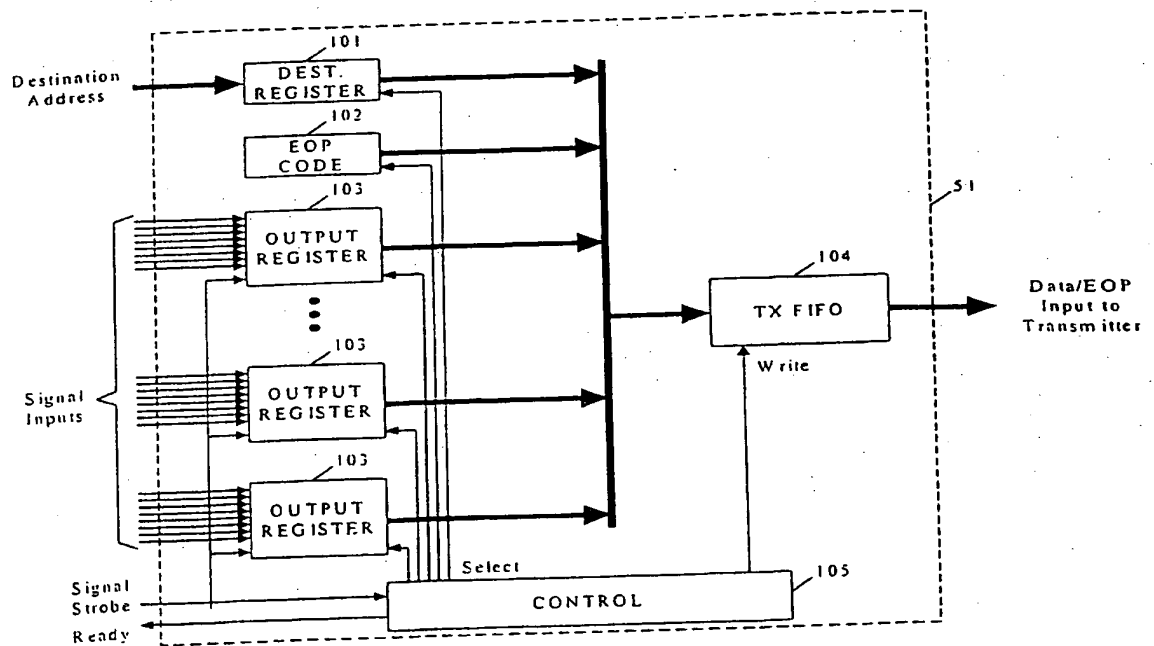 Destination
Address
101
DEST.
REGISTER
102
EOP
CODE
103
OUTPUT
REGISTER
51
104
TX FIFO
Data/EOP
Input to
Transmitter
Write
Signal
Inputs
103
OUTPUT
REGISTER
103
OUTPUT
REGISTER
Select
105
Signal
Strobe
CONTROL
Ready